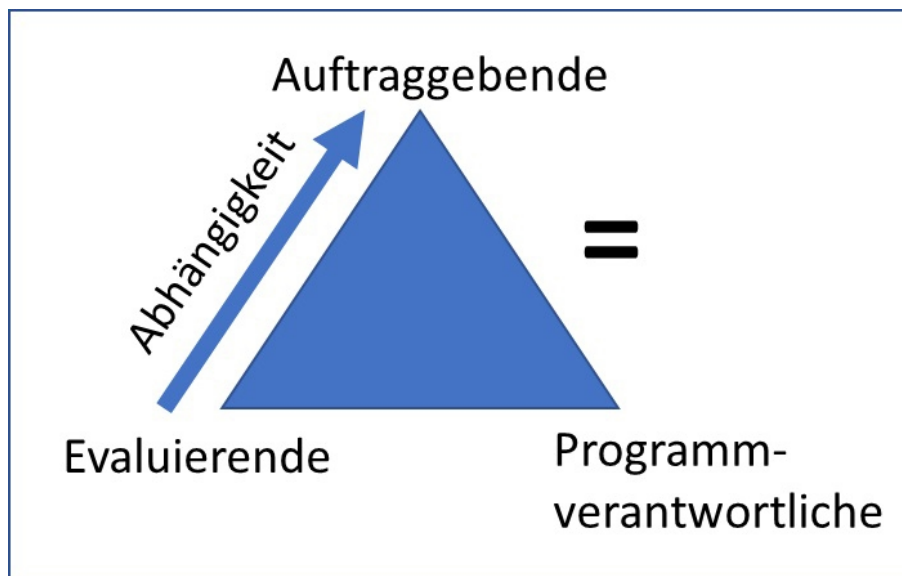 Auftraggebende
Abhängigkeit
=
Evaluierende
Programm-
verantwortliche